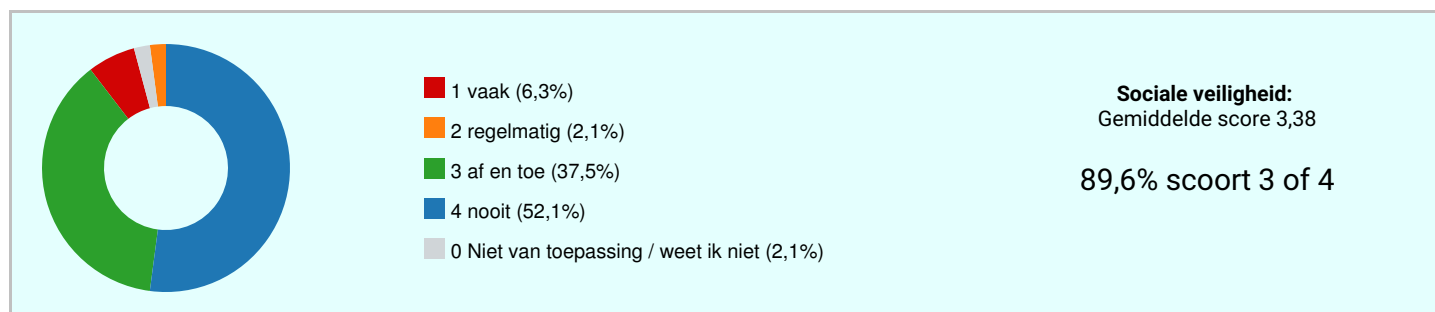 1 vaak (6,3%)
2 regelmatig (2,1%)
3 af en toe (37,5%)
4 nooit (52,1%)
0 Niet van toepassing / weet ik niet (2,1%)
Sociale veiligheid:
Gemiddelde score 3,38
89,6% scoort 3 of 4